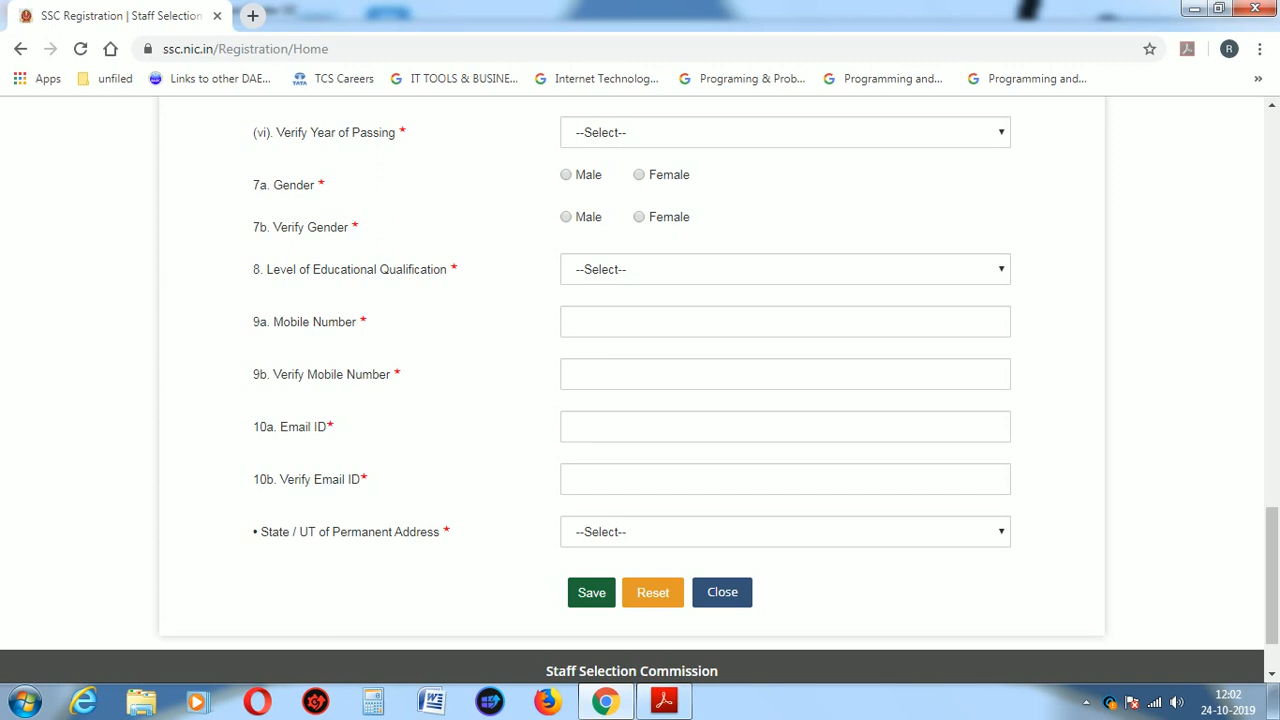 SSC Registration | Staff Selection
ssc.nic.in/Registration/Home
R
Apps unfiled Links to other DAE... TCS Careers IT TOOLS & BUSINE... Internet Technolog... Programing & Prob... Programming and... Programming and... »
(vi). Verify Year of Passing * --Select--
7a. Gender * Male Female
7b. Verify Gender * Male Female
8. Level of Educational Qualification * --Select--
9a. Mobile Number *
9b. Verify Mobile Number *
10a. Email ID*
10b. Verify Email ID*
• State / UT of Permanent Address * --Select--
Save Reset Close
Staff Selection Commission
12:02
24-10-2019